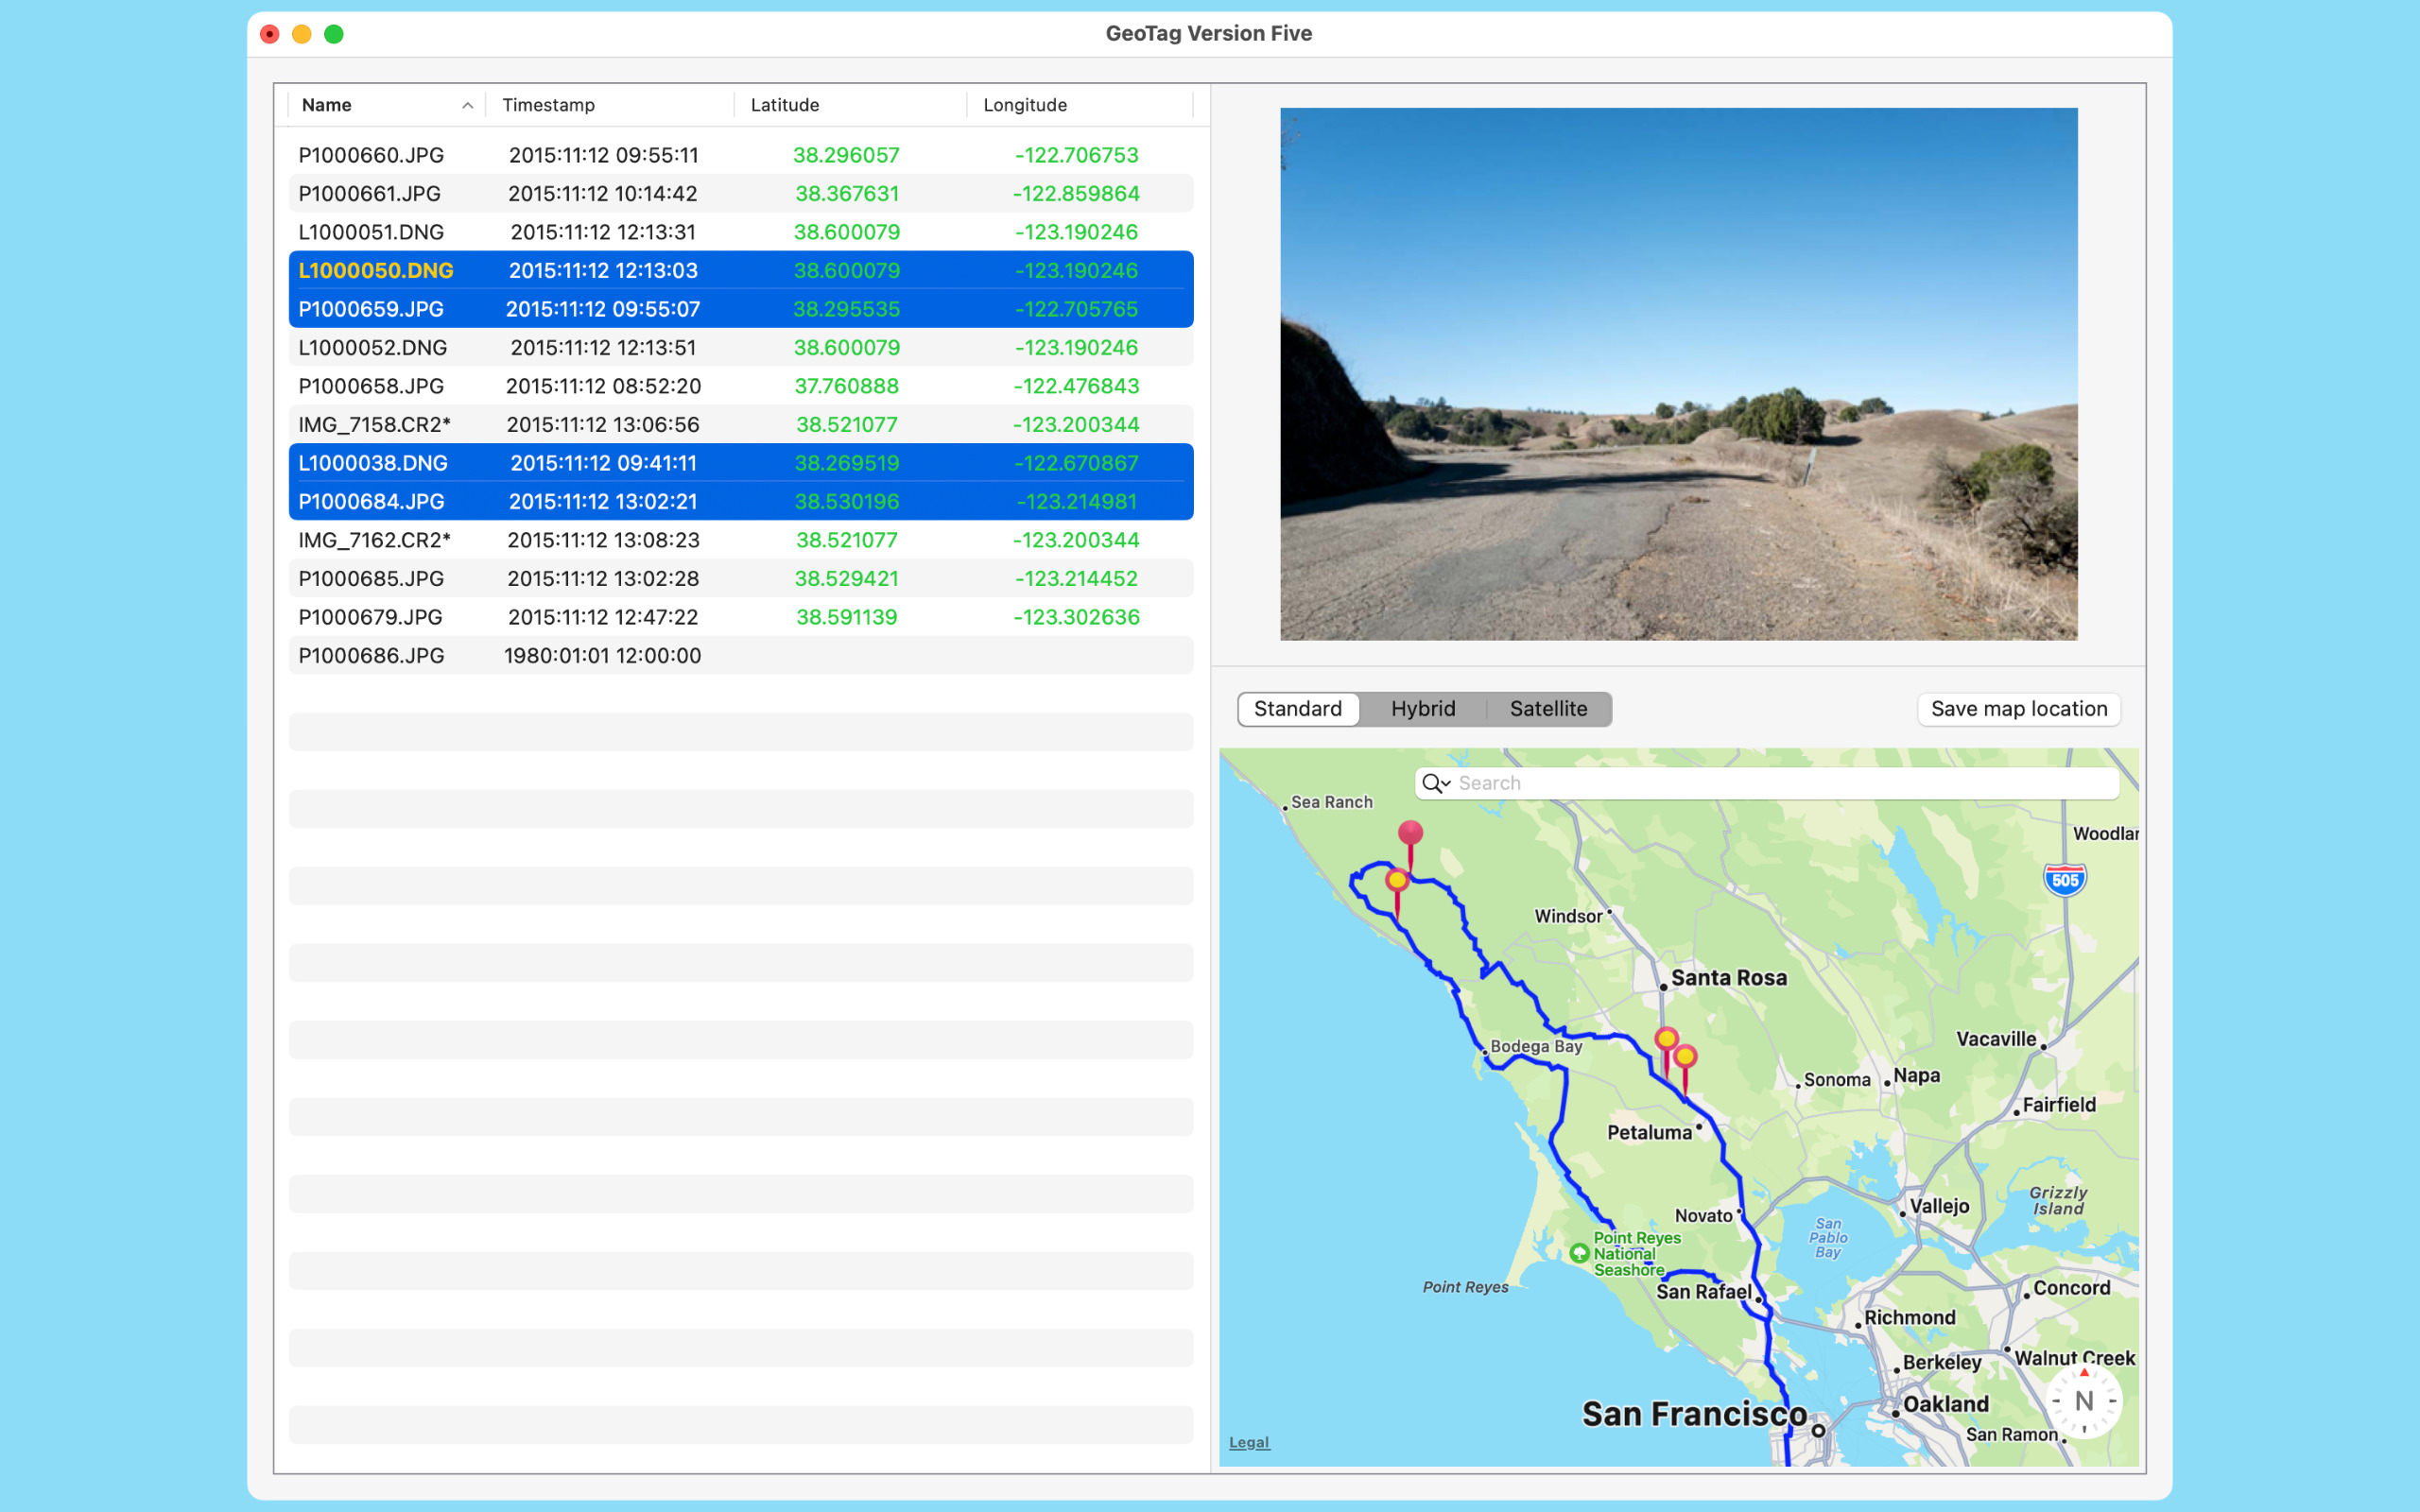 GeoTag Version Five
Name Timestamp Latitude Longitude
P1000660.JPG 2015:11:12 09:55:11 38.296057 -122.706753
P1000661.JPG 2015:11:12 10:14:42 38.367631 -122.859864
L1000051.DNG 2015:11:12 12:13:31 38.600079 -123.190246
L1000050.DNG 2015:11:12 12:13:03 38.600079 -123.190246
P1000659.JPG 2015:11:12 09:55:07 38.295535 -122.705765
L1000052.DNG 2015:11:12 12:13:51 38.600079 -123.190246
P1000658.JPG 2015:11:12 08:52:20 37.760888 -122.476843
IMG_7158.CR2* 2015:11:12 13:06:56 38.521077 -123.200344
L1000038.DNG 2015:11:12 09:41:11 38.269519 -122.670867
P1000684.JPG 2015:11:12 13:02:21 38.530196 -123.214981
IMG_7162.CR2* 2015:11:12 13:08:23 38.521077 -123.200344
P1000685.JPG 2015:11:12 13:02:28 38.529421 -123.214452
P1000679.JPG 2015:11:12 12:47:22 38.591139 -123.302636
P1000686.JPG 1980:01:01 12:00:00
Standard Hybrid Satellite
Save map location
Search
Sea Ranch
Woodlan
505
Windsor
Santa Rosa
Vacaville
Bodega Bay
Sonoma
Napa
Fairfield
Petaluma
Grizzly
Island
Vallejo
Novato
San
Pablo
Bay
Point Reyes
National
Seashore
Point Reyes
San Rafael
Concord
Richmond
Walnut Creek
Berkeley
N
Oakland
San Francisco
San Ramon
Legal